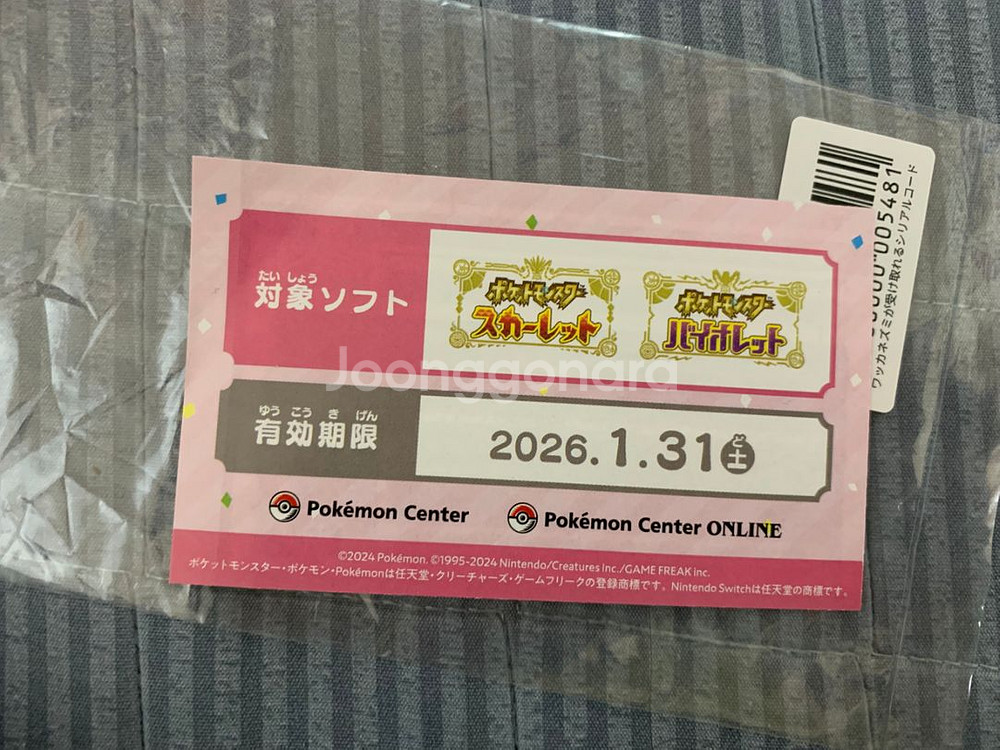 たい しょう
対象ソフト
ポケットモンスター
スカーレット
ポケットモンスター
バイオレット
Joonggonara
ゆう こう き げん
有効期限
2026.1.31
ど
土
Pokémon Center
Pokémon Center ONLINE
©2024 Pokémon. ©1995-2024 Nintendo/Creatures Inc./GAME FREAK inc.
ポケットモンスター・ポケモン・Pokémonは任天堂・クリーチャーズ・ゲームフリークの登録商標です。Nintendo Switchは任天堂の商標です。
005481
ワッカネズミが受け取れるシリアルコード